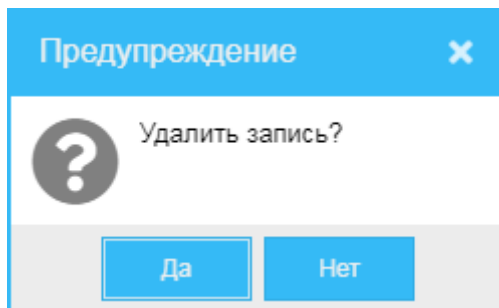 Предупреждение
Удалить запись?
Да
Нет